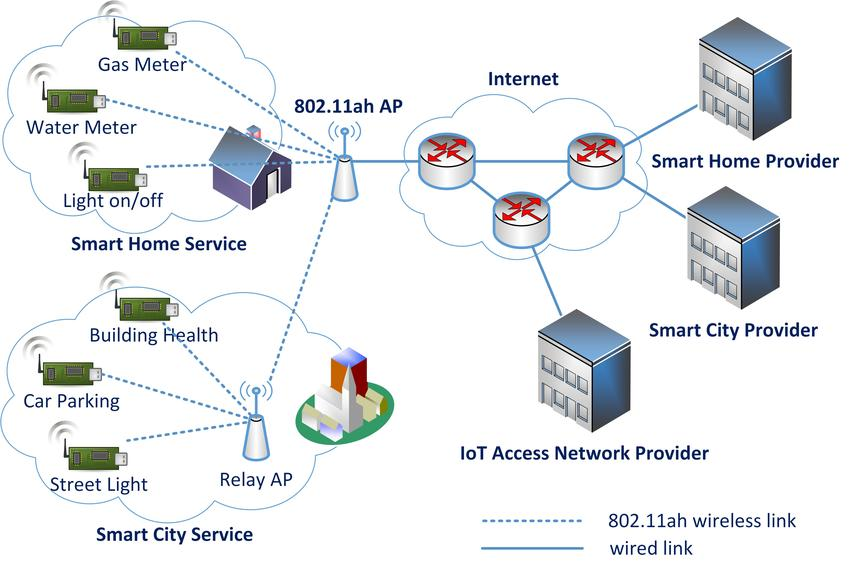 Gas Meter
Water Meter
Light on/off
Smart Home Service
802.11ah AP
Internet
Smart Home Provider
Smart City Provider
IoT Access Network Provider
Building Health
Car Parking
Street Light
Relay AP
Smart City Service
802.11ah wireless link
wired link